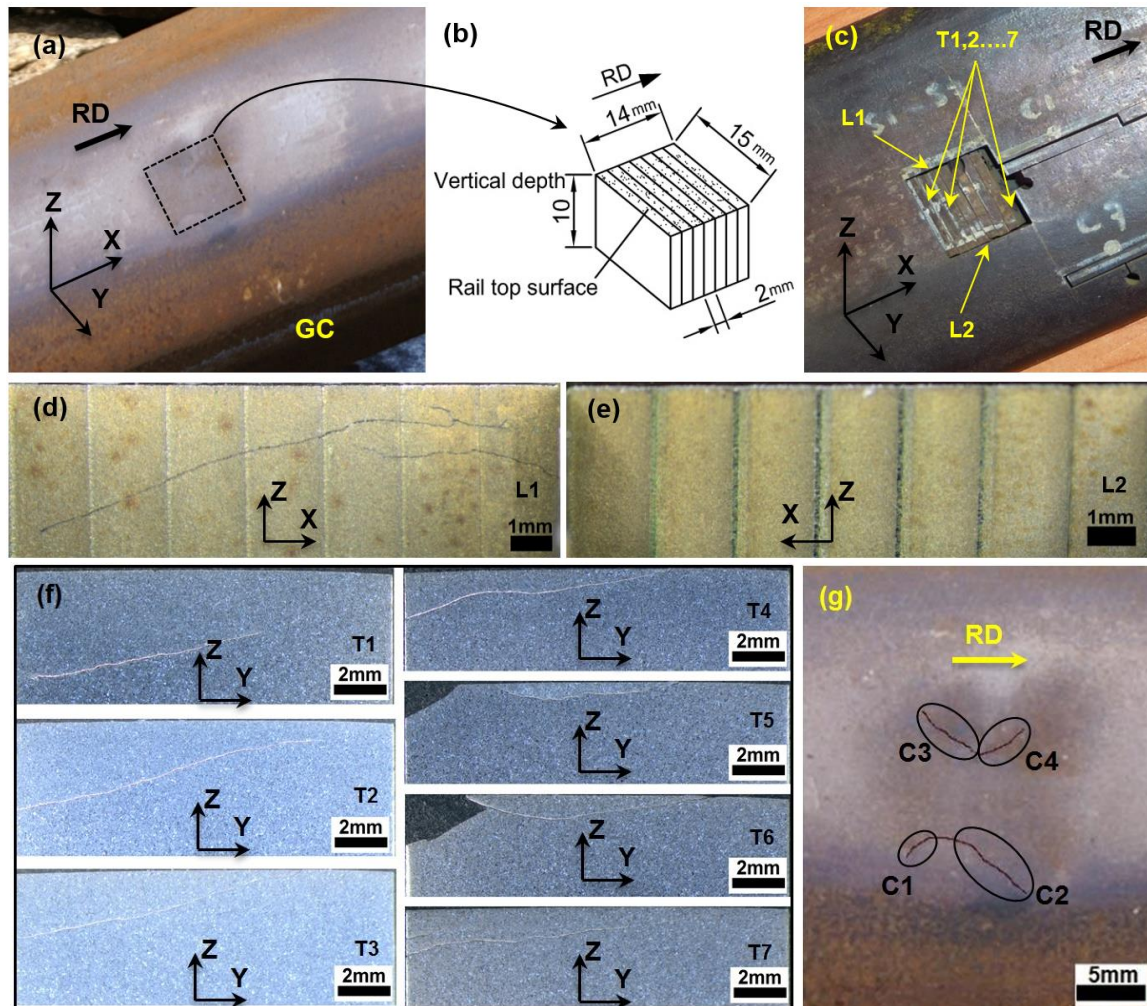 (a)
RD
Z
X
Y
GC
(b)
RD
14mm
15mm
Vertical depth
10
Rail top surface
2mm
(c)
T1,2....7
RD
L1
Z
X
Y
L2
C7
(d)
Z
X
L1
1mm
(e)
Z
X
L2
1mm
(f)
Z
Y
T1
2mm
Z
Y
T2
2mm
Z
Y
T3
2mm
Z
Y
T4
2mm
Z
Y
T5
2mm
Z
Y
T6
2mm
Z
Y
T7
2mm
(g)
RD
C3
C4
C1
C2
5mm